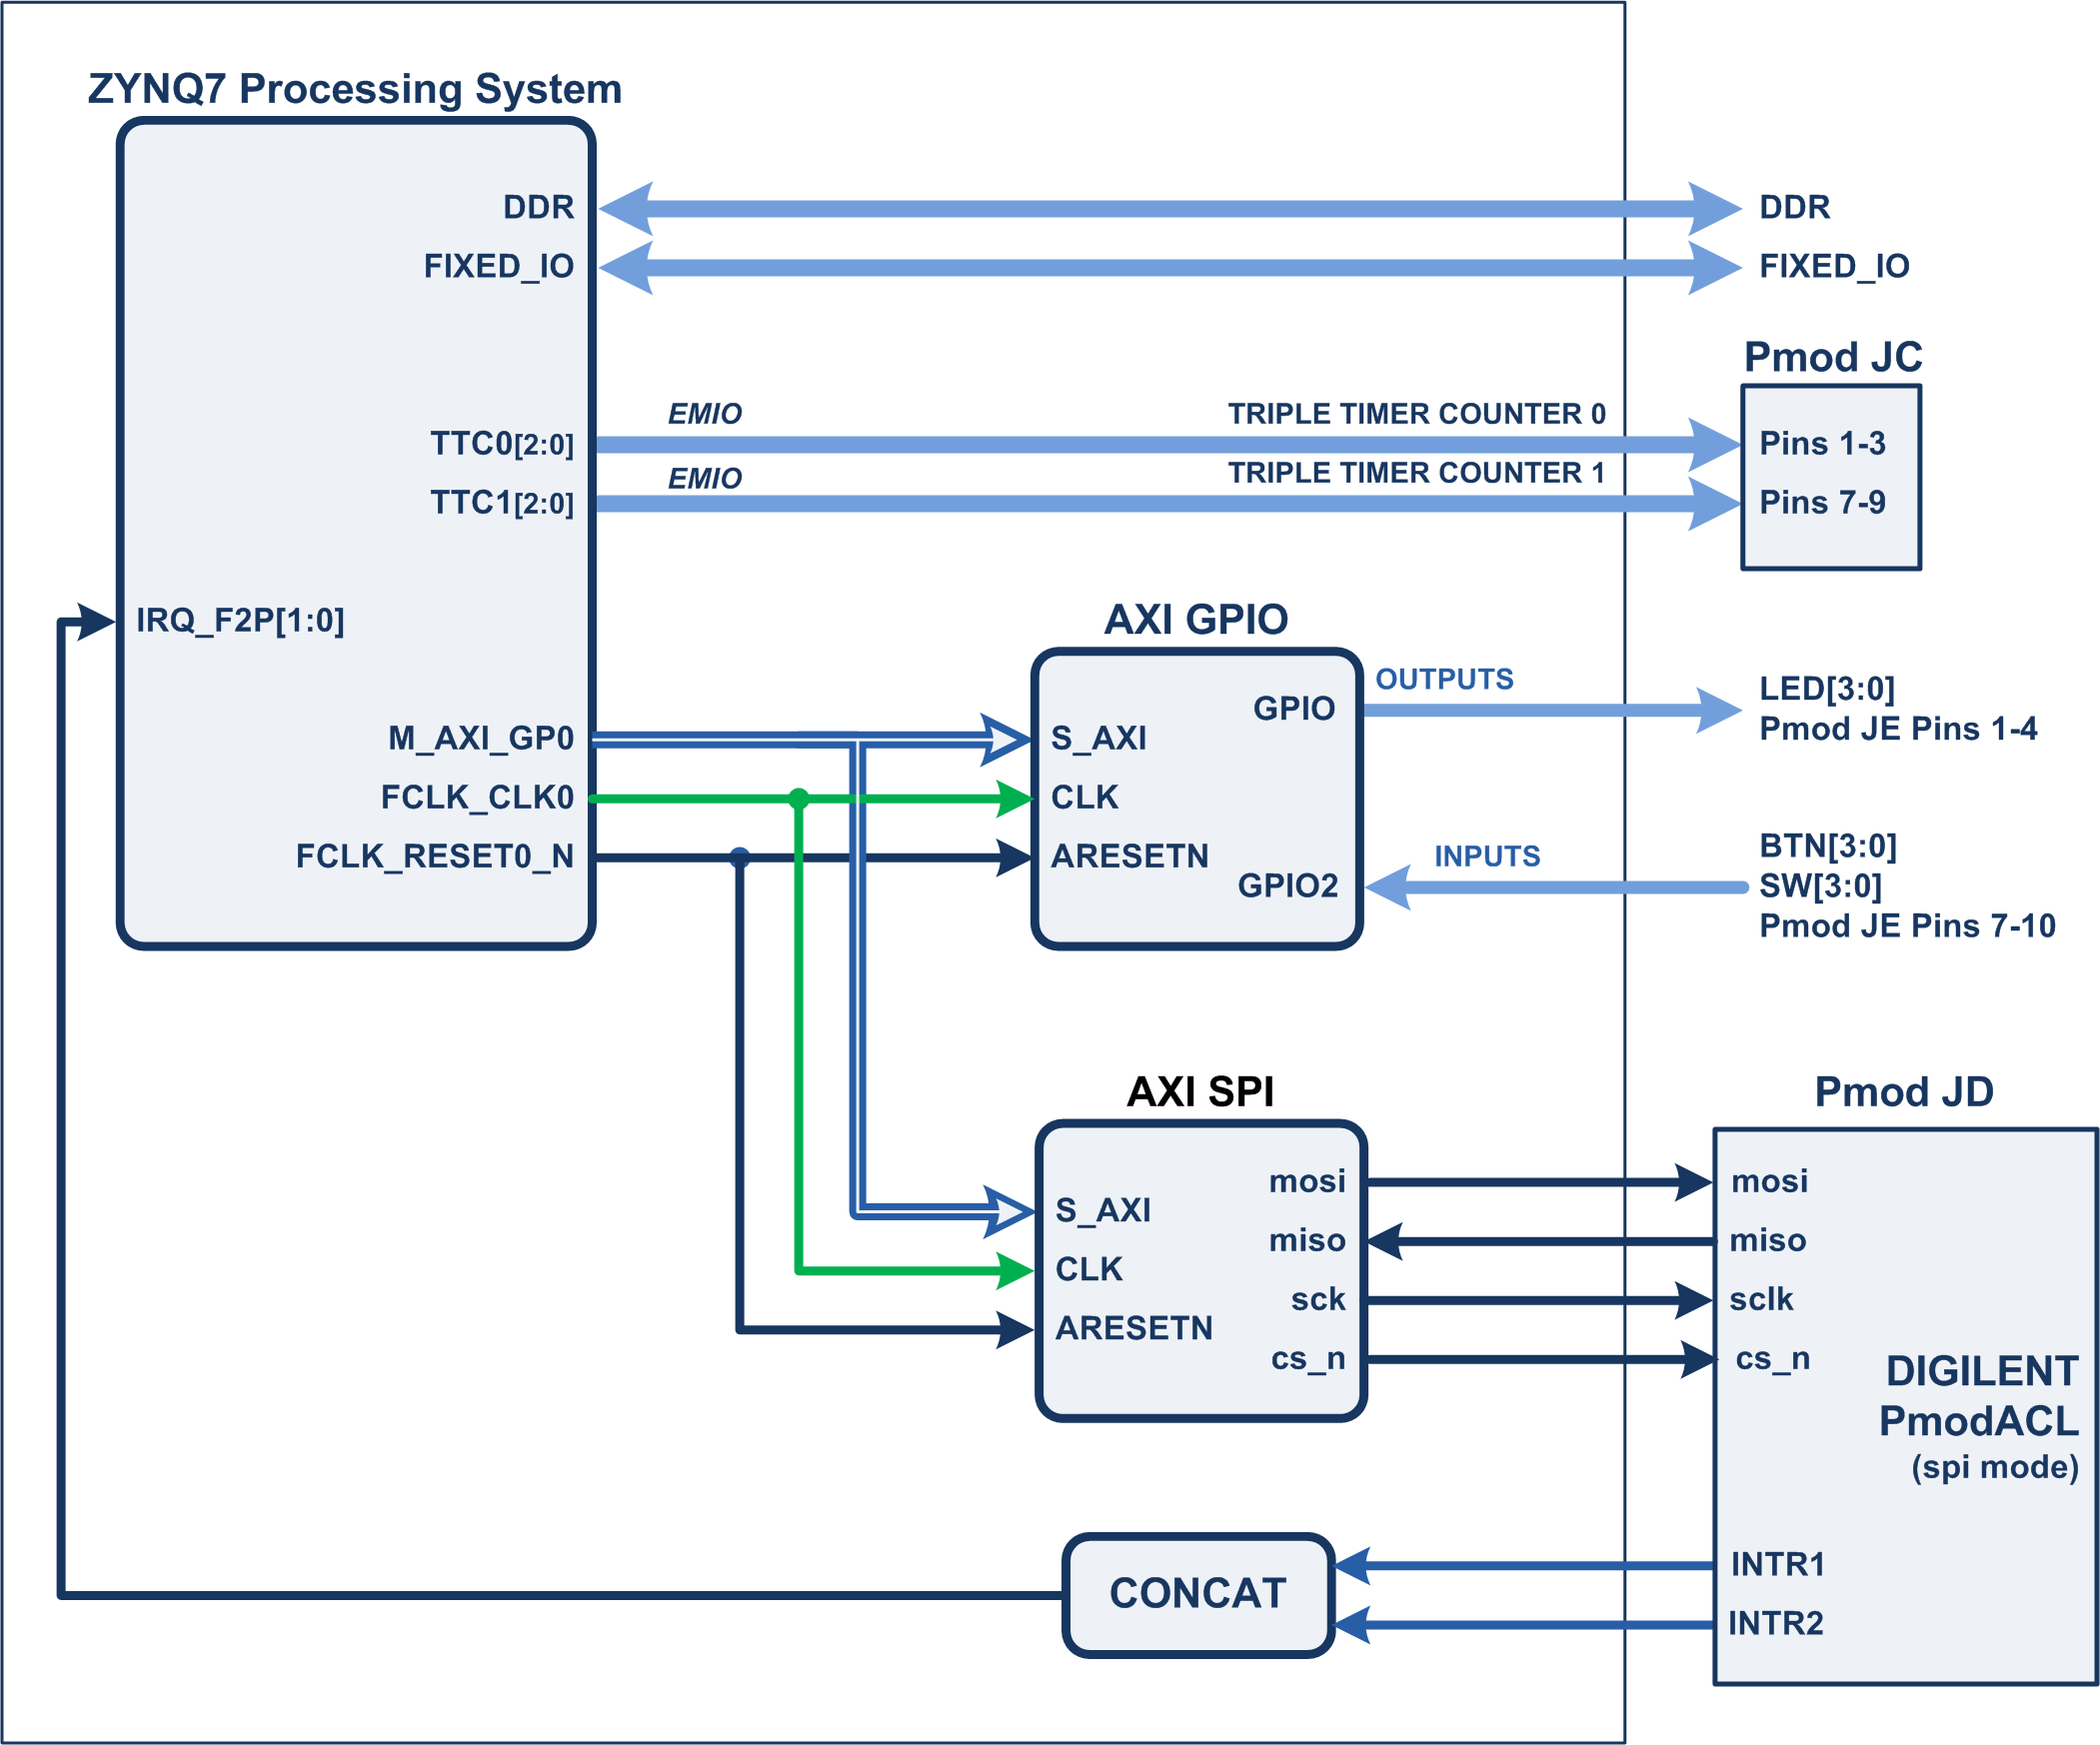 ZYNQ7 Processing System
DDR
DDR
FIXED_IO
FIXED_IO
Pmod JC
EMIO
TRIPLE TIMER COUNTER 0
TTC0[2:0]
Pins 1-3
EMIO
TRIPLE TIMER COUNTER 1
TTC1[2:0]
Pins 7-9
IRQ_F2P[1:0]
AXI GPIO
OUTPUTS
GPIO
LED[3:0]
Pmod JE Pins 1-4
M_AXI_GP0
S_AXI
FCLK_CLK0
CLK
FCLK_RESET0_N
ARESETN
INPUTS
GPIO2
BTN[3:0]
SW[3:0]
Pmod JE Pins 7-10
AXI SPI
Pmod JD
mosi
mosi
S_AXI
miso
miso
CLK
sck
sclk
ARESETN
cs_n
cs_n
DIGILENT
PmodACL
(spi mode)
INTR1
CONCAT
INTR2